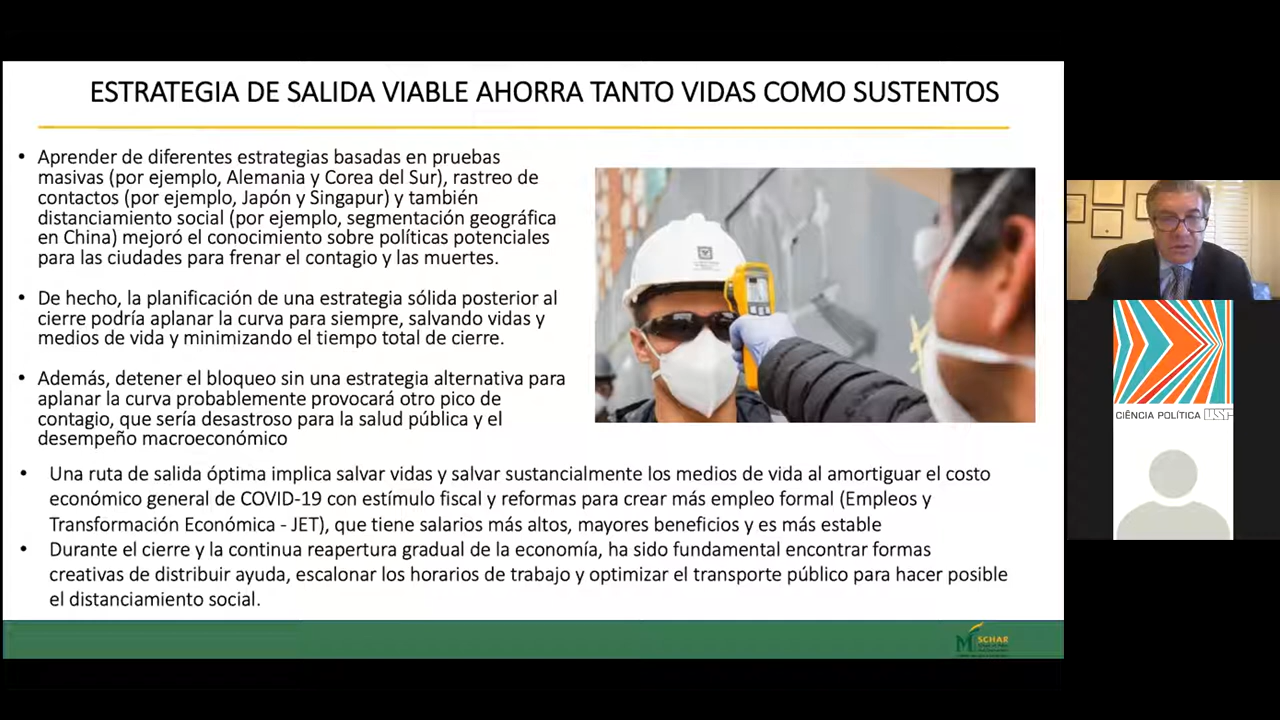 ESTRATEGIA DE SALIDA VIABLE AHORRA TANTO VIDAS COMO SUSTENTOS
• Aprender de diferentes estrategias basadas en pruebas
masivas (por ejemplo, Alemania y Corea del Sur), rastreo de
contactos (por ejemplo, Japón y Singapur) y también
distanciamiento social (por ejemplo, segmentación geográfica
en China) mejoró el conocimiento sobre políticas potenciales
para las ciudades para frenar el contagio y las muertes.
• De hecho, la planificación de una estrategia sólida posterior al
cierre podría aplanar la curva para siempre, salvando vidas y
medios de vida y minimizando el tiempo total de cierre.
• Además, detener el bloqueo sin una estrategia alternativa para
aplanar la curva probablemente provocará otro pico de
contagio, que sería desastroso para la salud pública y el
desempeño macroeconómico
• Una ruta de salida óptima implica salvar vidas y salvar sustancialmente los medios de vida al amortiguar el costo
económico general de COVID-19 con estímulo fiscal y reformas para crear más empleo formal (Empleos y
Transformación Económica - JET), que tiene salarios más altos, mayores beneficios y es más estable
• Durante el cierre y la continua reapertura gradual de la economía, ha sido fundamental encontrar formas
creativas de distribuir ayuda, escalonar los horarios de trabajo y optimizar el transporte público para hacer posible
el distanciamiento social.
SCHAR
CIÊNCIA POLÍTICA USP